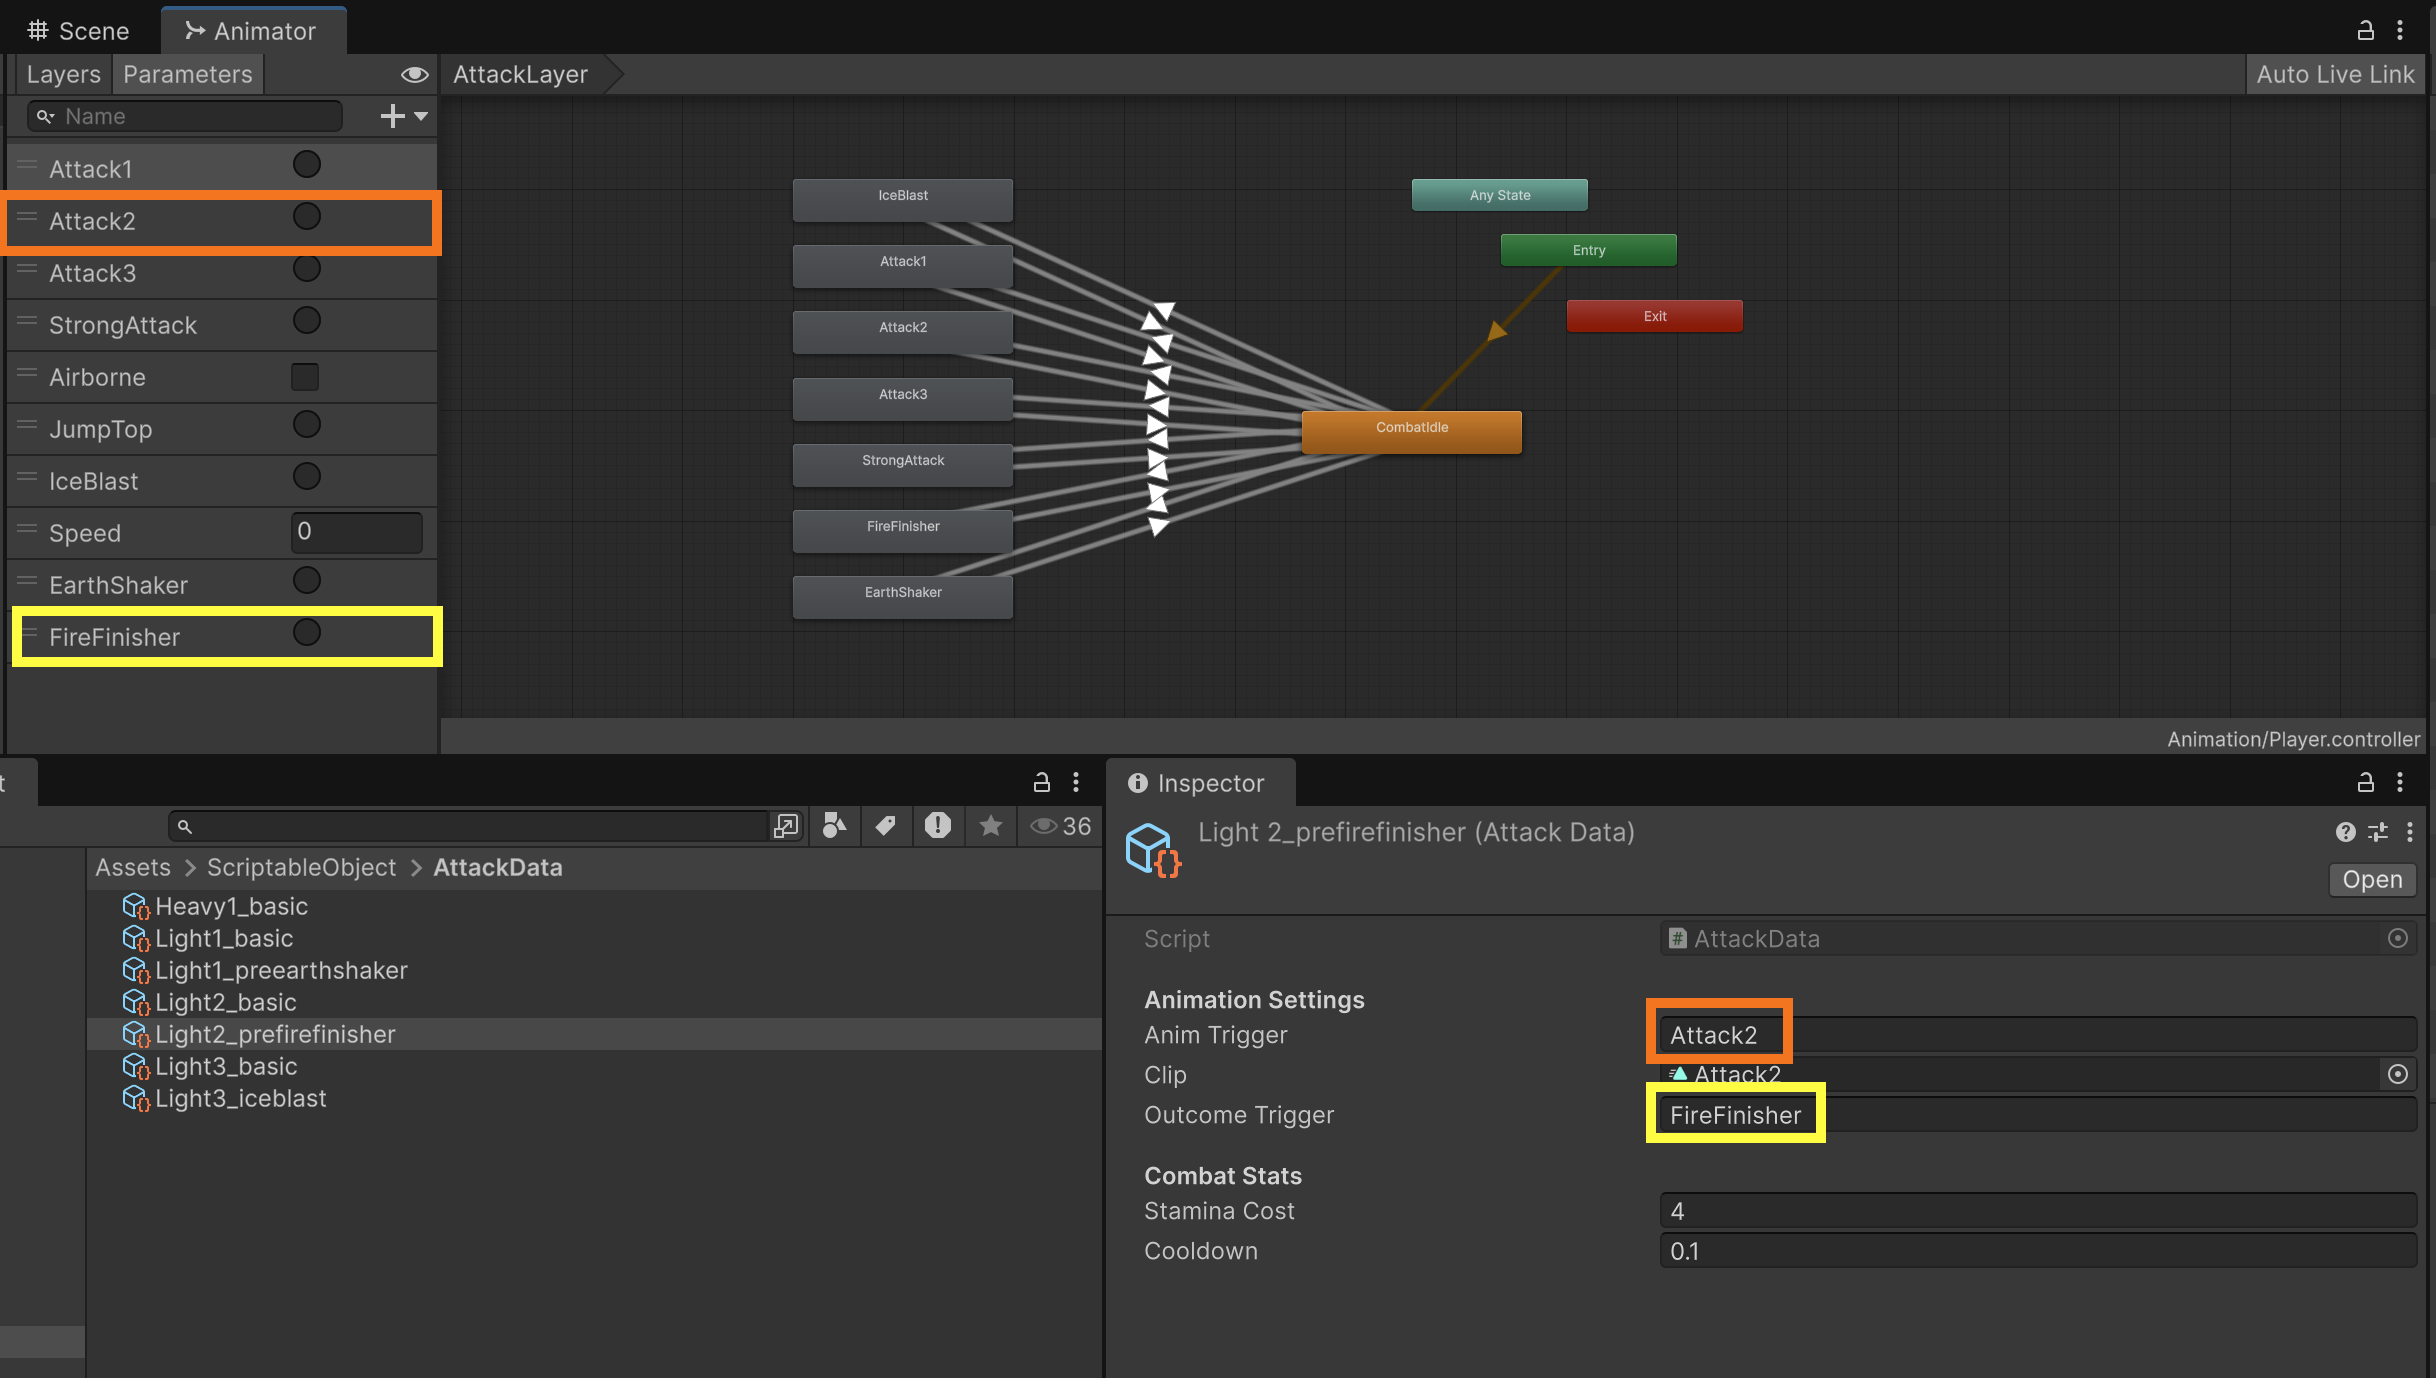 Scene
Animator
Layers
Parameters
AttackLayer
Auto Live Link
Name
Attack1
Attack2
Attack3
StrongAttack
Airborne
JumpTop
IceBlast
Speed
0
EarthShaker
FireFinisher
IceBlast
Attack1
Attack2
Attack3
StrongAttack
FireFinisher
EarthShaker
Any State
Entry
Exit
CombatIdle
Animation/Player.controller
t
36
Assets > ScriptableObject > AttackData
Heavy1_basic
Light1_basic
Light1_preearthshaker
Light2_basic
Light2_prefirefinisher
Light3_basic
Light3_iceblast
Inspector
Light 2_prefirefinisher (Attack Data)
Open
Script
AttackData
Animation Settings
Anim Trigger
Attack2
Clip
Attack2
Outcome Trigger
FireFinisher
Combat Stats
Stamina Cost
4
Cooldown
0.1